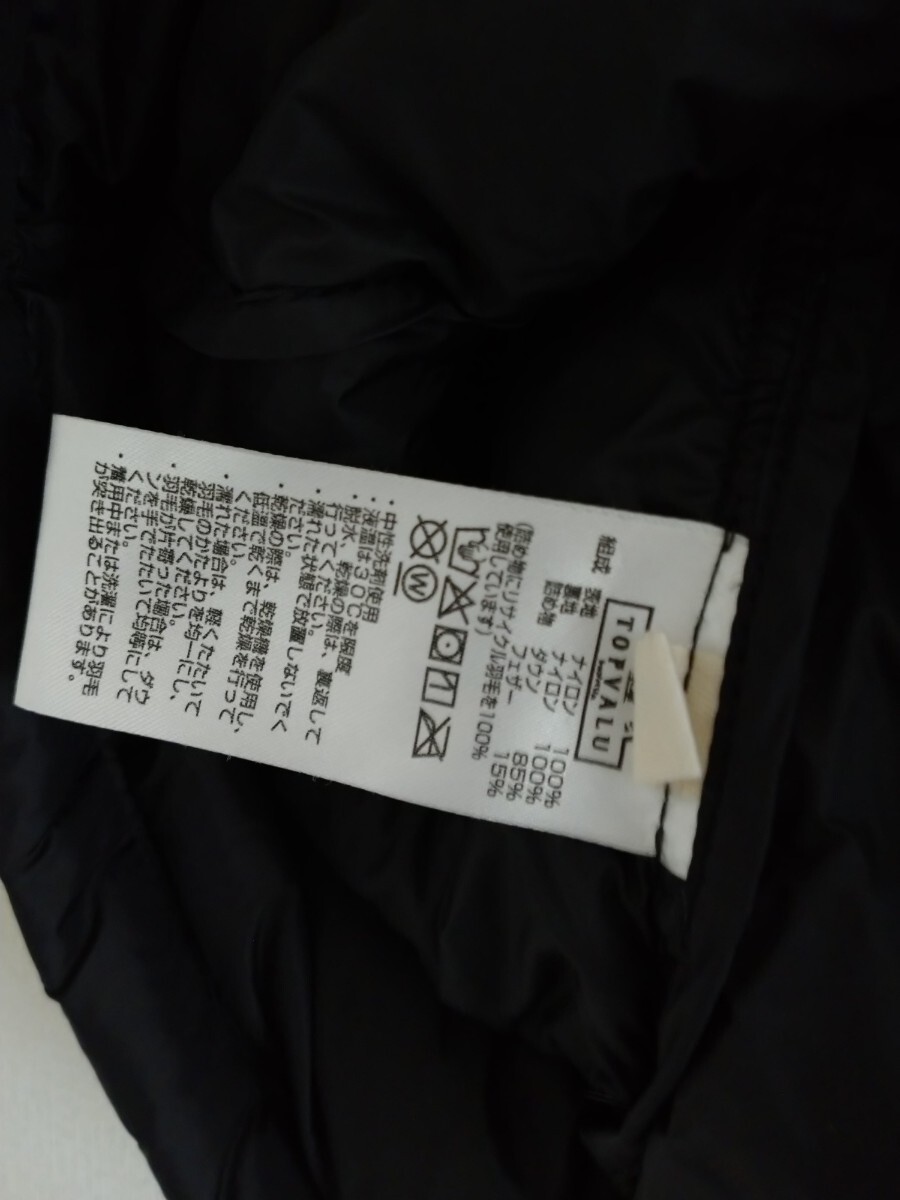 TOPVALU
組成 表地 ナイロン 100%
裏地 ナイロン 100%
詰め物 ダウン 85%
フェザー 15%
(詰め物にリサイクル羽毛を100%
使用しています)
W
・中性洗剤使用
・液温は30℃を限度
・脱水、乾燥の際は、裏返して
行ってください。
・濡れた状態で放置しないでく
ださい。
・乾燥の際は、乾燥機を使用し、
低温で乾くまで乾燥を行って
ください。
・濡れた場合は、軽くたたいて
羽毛のかたよりを均一にし、
乾燥してください。
・羽毛が片寄った場合は、ダウ
ンを手でたたいて均等にして
ください。
・着用中または洗濯により羽毛
が突き出ることがあります。